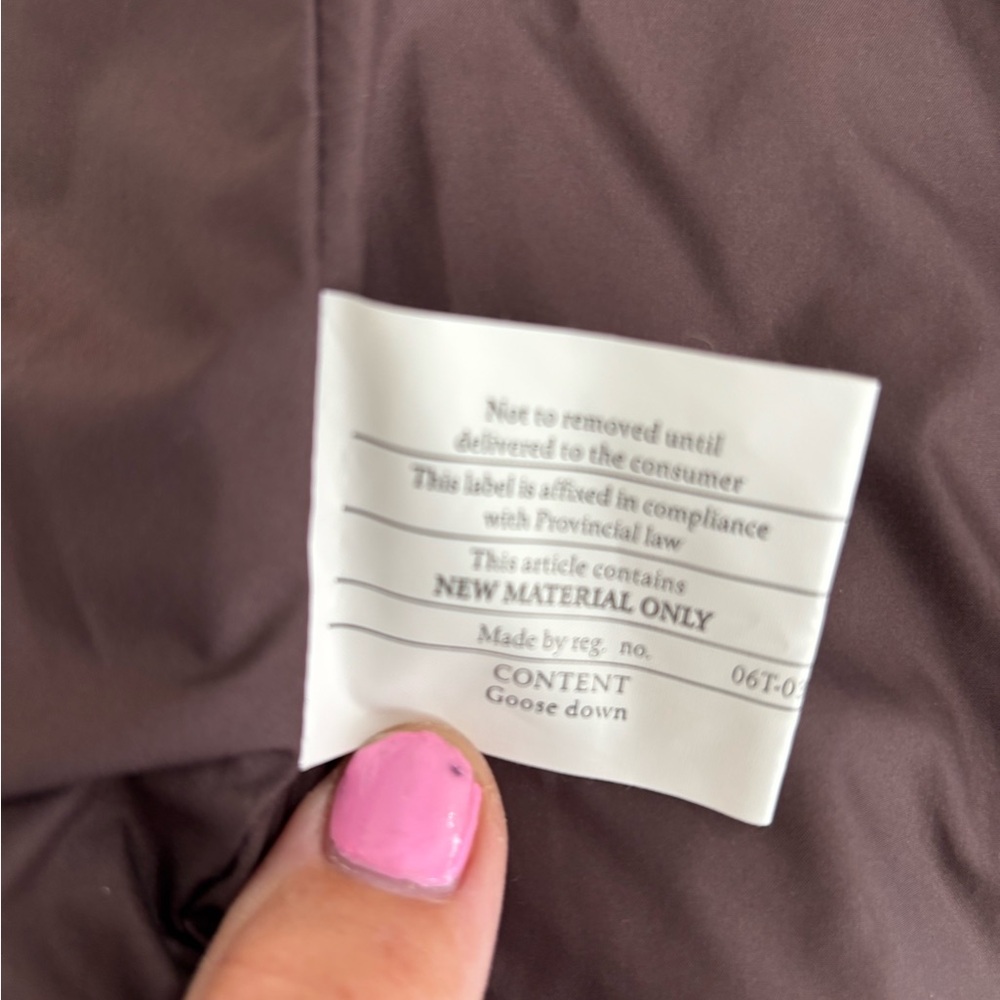 Not to removed until
delivered to the consumer
This label is affixed in compliance
with Provincial law
This article contains
NEW MATERIAL ONLY
Made by reg. no. 06T-0
CONTENT
Goose down